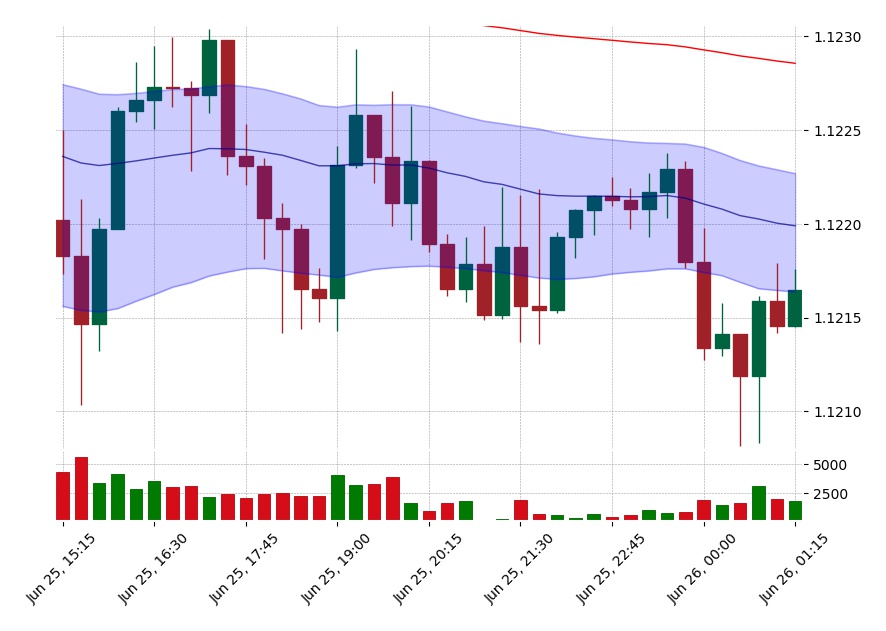 1.1230
1.1225
1.1220
1.1215
1.1210
5000
2500
Jun 25, 15:15
Jun 25, 16:30
Jun 25, 17:45
Jun 25, 19:00
Jun 25, 20:15
Jun 25, 21:30
Jun 25, 22:45
Jun 26, 00:00
Jun 26, 01:15